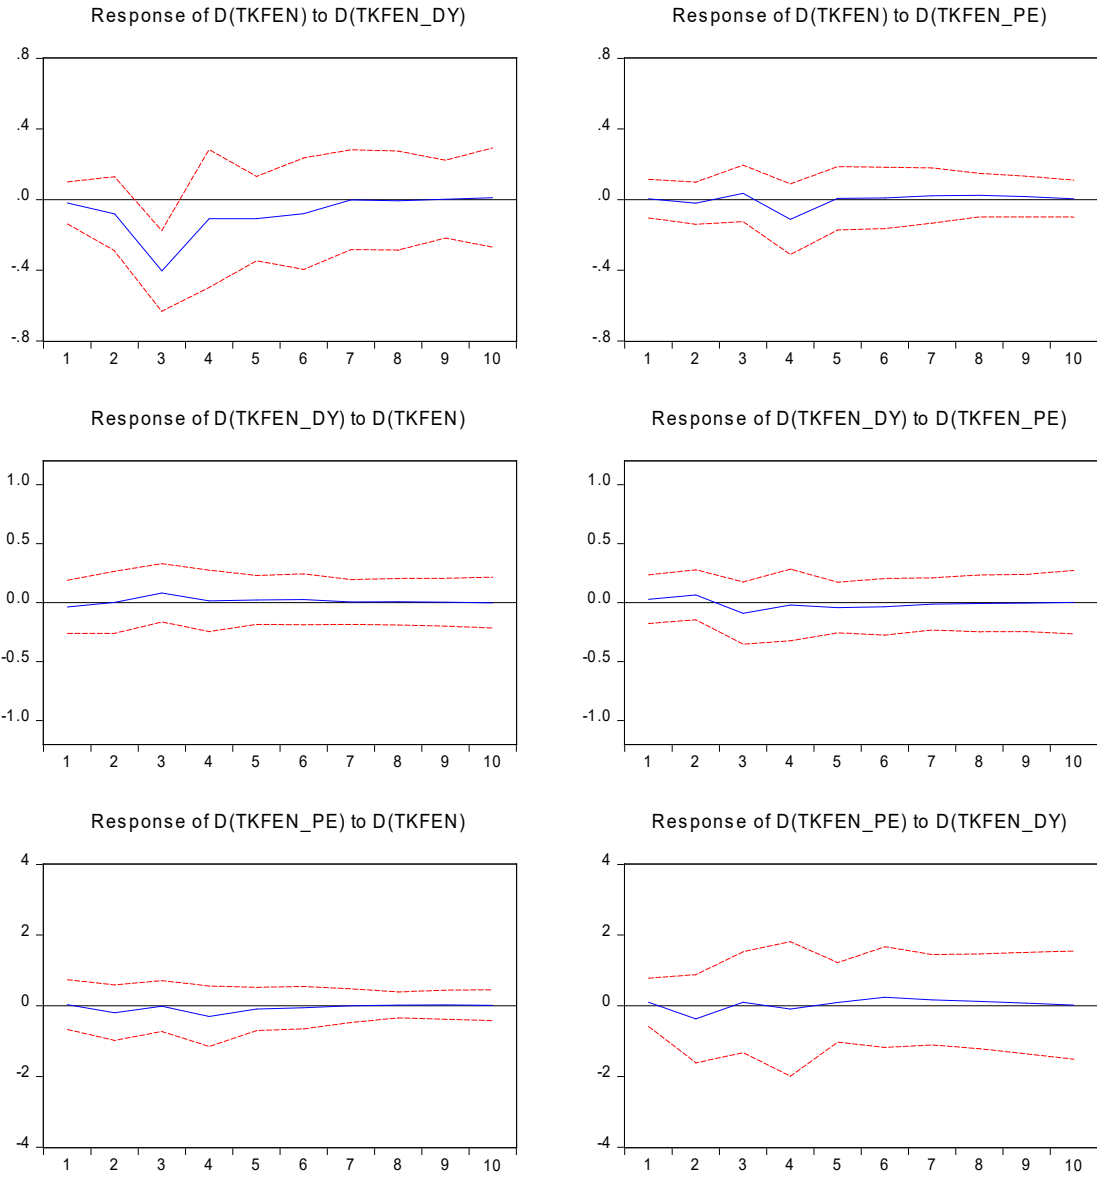 Response of D(TKFEN) to D(TKFEN_DY)
Response of D(TKFEN) to D(TKFEN_PE)
.8
.4
.0
-.4
-.8
1 2 3 4 5 6 7 8 9 10
.8
.4
.0
-.4
-.8
1 2 3 4 5 6 7 8 9 10
Response of D(TKFEN_DY) to D(TKFEN)
Response of D(TKFEN_DY) to D(TKFEN_PE)
1.0
0.5
0.0
-0.5
-1.0
1 2 3 4 5 6 7 8 9 10
1.0
0.5
0.0
-0.5
-1.0
1 2 3 4 5 6 7 8 9 10
Response of D(TKFEN_PE) to D(TKFEN)
Response of D(TKFEN_PE) to D(TKFEN_DY)
4
2
0
-2
-4
1 2 3 4 5 6 7 8 9 10
4
2
0
-2
-4
1 2 3 4 5 6 7 8 9 10